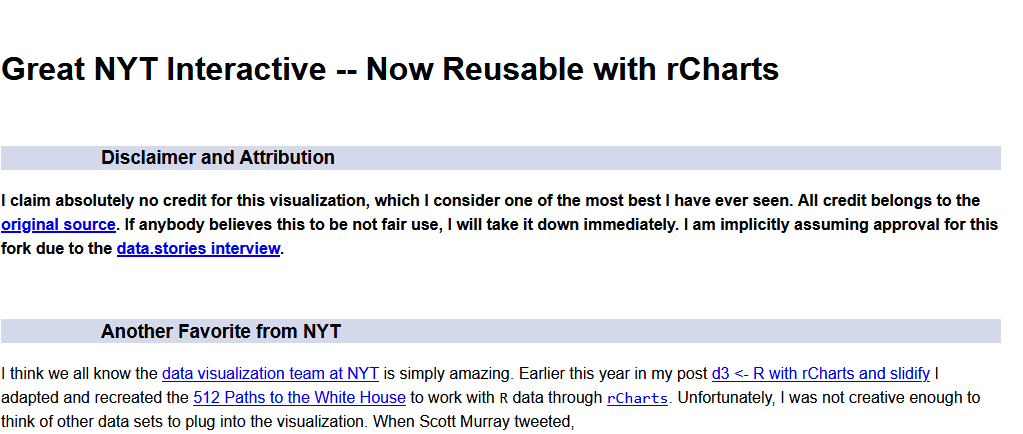 Great NYT Interactive -- Now Reusable with rCharts
Disclaimer and Attribution
I claim absolutely no credit for this visualization, which I consider one of the most best I have ever seen. All credit belongs to the
original source. If anybody believes this to be not fair use, I will take it down immediately. I am implicitly assuming approval for this
fork due to the data.stories interview.
Another Favorite from NYT
I think we all know the data visualization team at NYT is simply amazing. Earlier this year in my post d3 <- R with rCharts and slidify I
adapted and recreated the 512 Paths to the White House to work with R data through rCharts. Unfortunately, I was not creative enough to
think of other data sets to plug into the visualization. When Scott Murray tweeted,